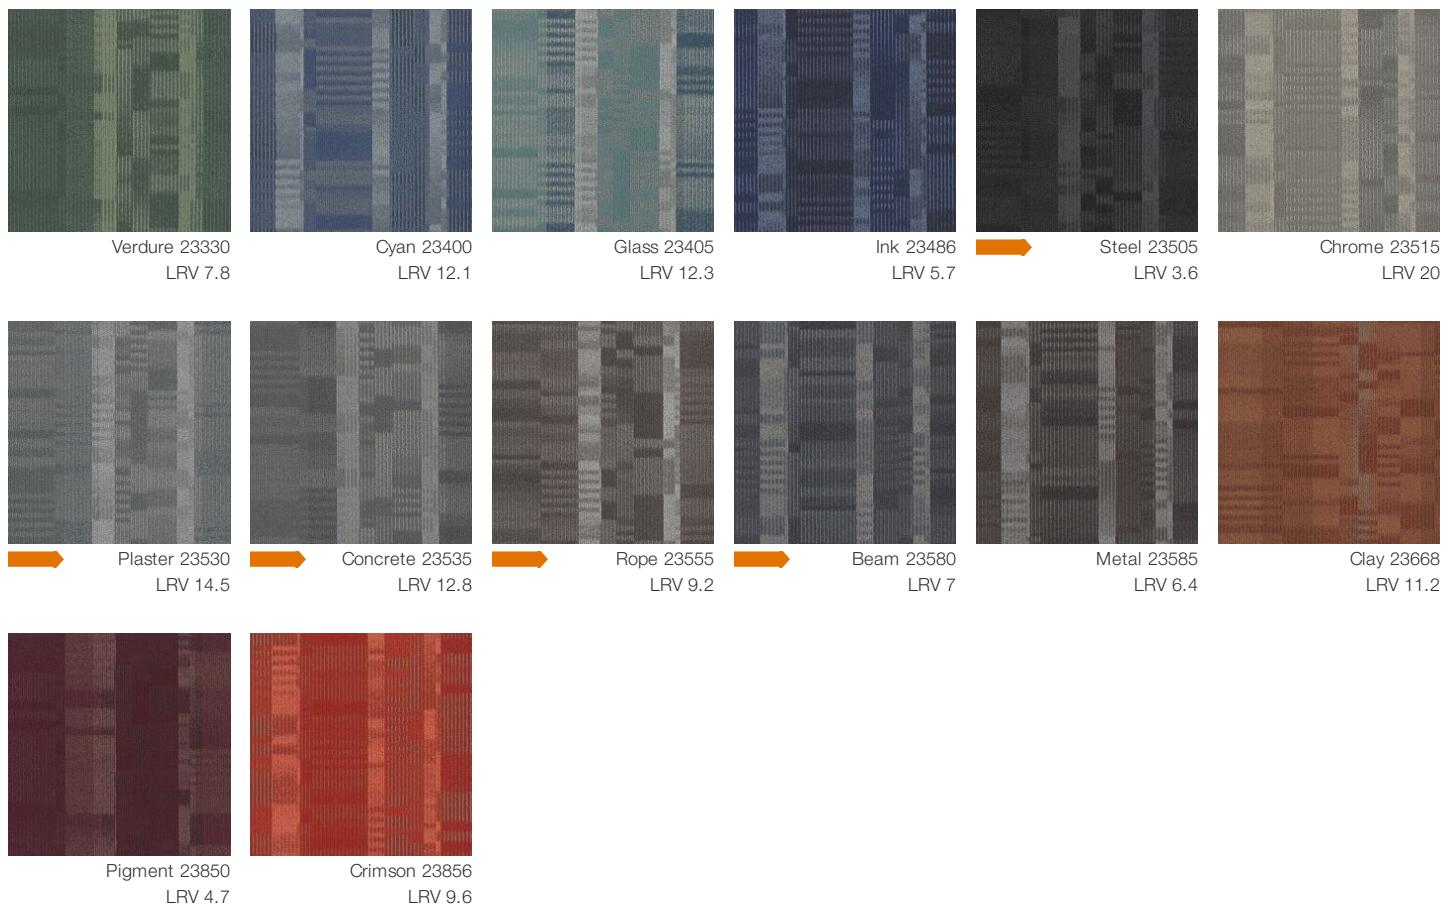 Verdure 23330
LRV 7.8
Cyan 23400
LRV 12.1
Glass 23405
LRV 12.3
Ink 23486
LRV 5.7
Steel 23505
LRV 3.6
Chrome 23515
LRV 20
Plaster 23530
LRV 14.5
Concrete 23535
LRV 12.8
Rope 23555
LRV 9.2
Beam 23580
LRV 7
Metal 23585
LRV 6.4
Clay 23668
LRV 11.2
Pigment 23850
LRV 4.7
Crimson 23856
LRV 9.6